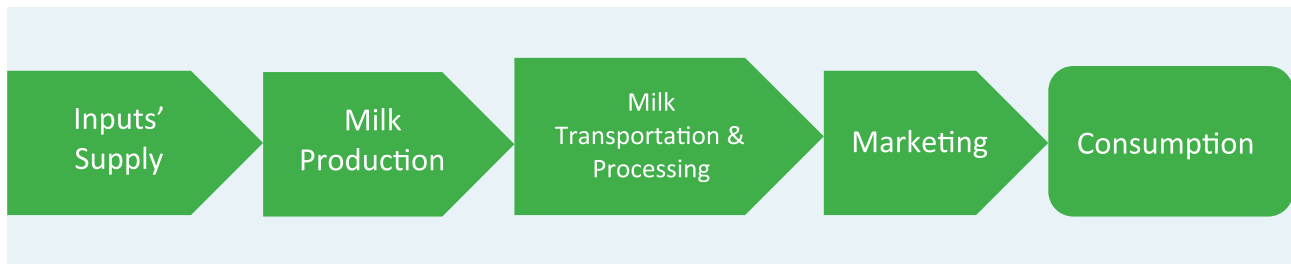 Inputs’
Supply
Milk
Production
Milk
Transportation &
Processing
Marketing
Consumption